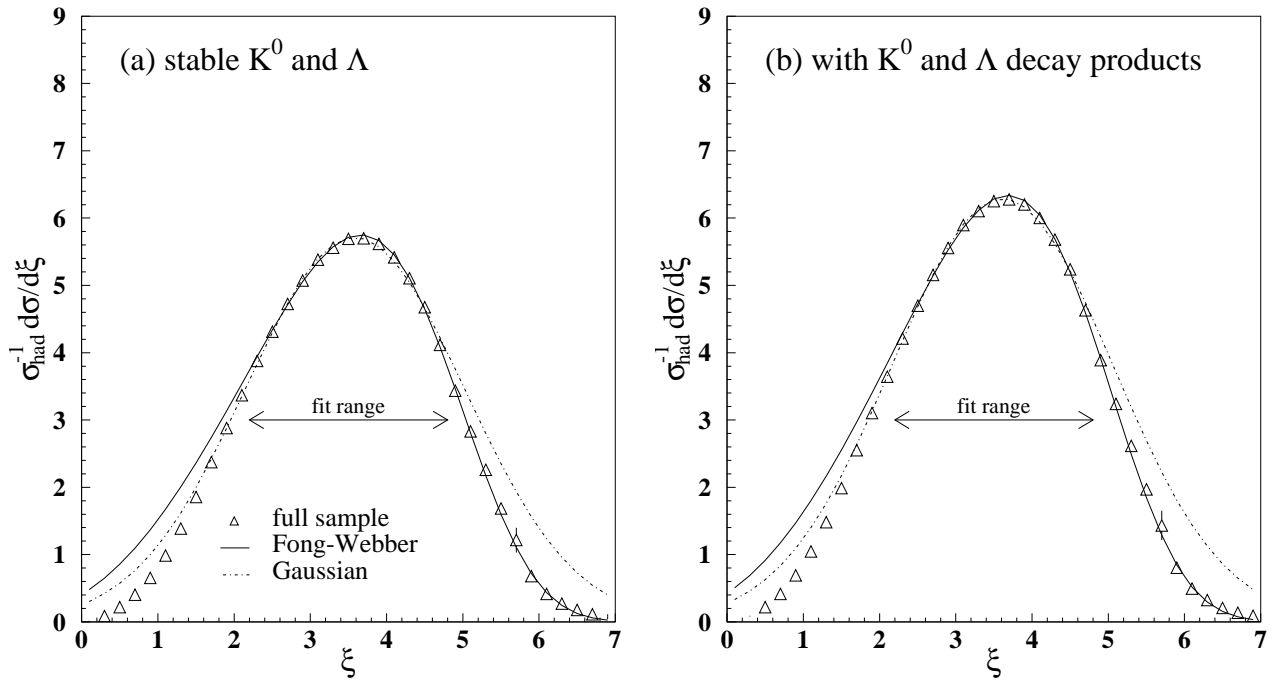 (a) stable K⁰ and Λ
σ⁻¹_had dσ/dξ
9
8
7
6
5
4
3
2
1
0
fit range
full sample
Fong-Webber
Gaussian
0 1 2 3 4 5 6 7
ξ
(b) with K⁰ and Λ decay products
σ⁻¹_had dσ/dξ
9
8
7
6
5
4
3
2
1
0
fit range
0 1 2 3 4 5 6 7
ξ